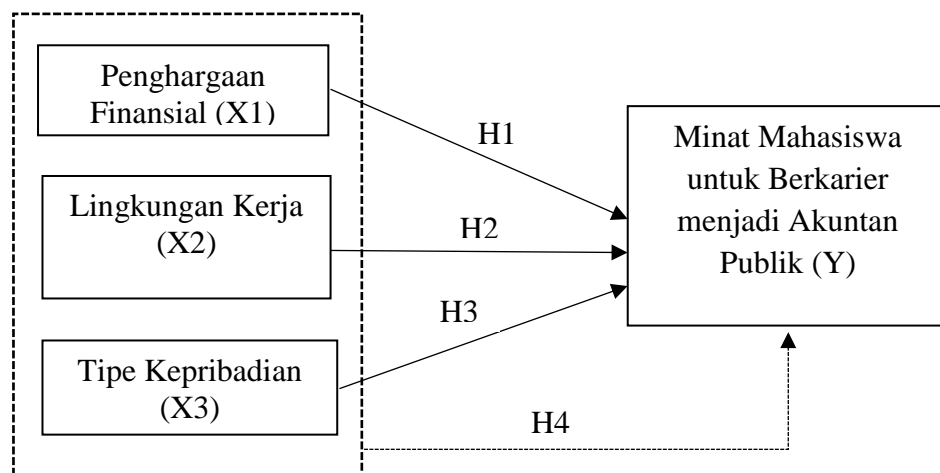 Penghargaan
Finansial (X1)
H1
Lingkungan Kerja
(X2)
H2
Tipe Kepribadian
(X3)
H3
H4
Minat Mahasiswa
untuk Berkarier
menjadi Akuntan
Publik (Y)